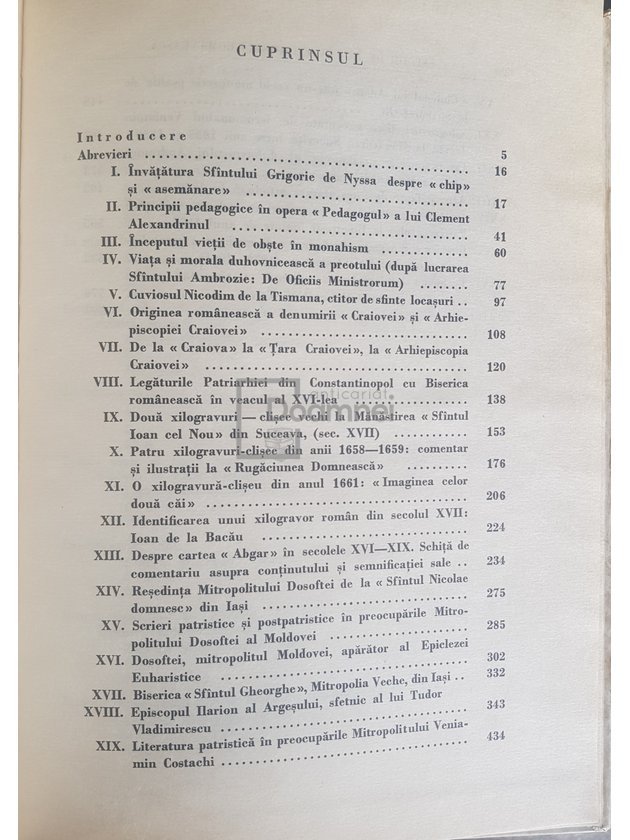 CUPRINSUL
Introducere
Abrevieri . . . . . . . . . . 5
I. Învățătura Sfîntului Grigorie de Nyssa despre « chip » 16
și « asemănare » . . . . . . . . . .
II. Principii pedagogice în opera « Pedagogul » a lui Clement 17
Alexandrinul . . . . . . . . . .
III. Începutul vieții de obște în monahism . . . . . 41
IV. Viața și morala duhovnicească a preotului (după lucrarea 60
Sfîntului Ambrozie: De Oficiis Ministrorum) . . . . . 77
V. Cuviosul Nicodim de la Tismana, ctitor de sfinte locașuri . . 97
VI. Originea românească a denumirii « Craiovei » și « Arhie-
piscopiei Craiovei » . . . . . . . . . . 108
VII. De la « Craiova » la « Țara Craiovei », la « Arhiepiscopia
Craiovei » . . . . . . . . . . 120
VIII. Legăturile Patriarhiei din Constantinopol cu Biserica
românească în veacul al XVI-lea . . . . . 138
IX. Două xilogravuri — clișee vechi la Mănăstirea « Sfîntul
Ioan cel Nou » din Suceava, (sec. XVII) . . . . . 153
X. Patru xilogravuri-clișee din anii 1658—1659: comentar
și ilustrații la « Rugăciunea Domnească » . . . . . 176
XI. O xilogravură-clișeu din anul 1661: « Imaginea celor
două căi » . . . . . . . . . . 206
XII. Identificarea unui xilogravor român din secolul XVII:
Ioan de la Bacău . . . . . . . . . . 224
XIII. Despre cartea « Abgar » în secolele XVI—XIX. Schiță de
comentariu asupra conținutului și semnificației sale . . 234
XIV. Reședința Mitropolitului Dosoftei de la « Sfîntul Nicolae
domnesc » din Iași . . . . . . . . . . 275
XV. Scrieri patristice și postpatristice în preocupările Mitro-
politului Dosoftei al Moldovei . . . . . 285
XVI. Dosoftei, mitropolitul Moldovei, apărător al Epiclezei
Euharistice . . . . . . . . . . 302
XVII. Biserica « Sfîntul Gheorghe », Mitropolia Veche, din Iași . . 332
XVIII. Episcopul Ilarion al Argeșului, sfetnic al lui Tudor
Vladimirescu . . . . . . . . . . 343
XIX. Literatura patristică în preocupările Mitropolitului Venia-
min Costachi . . . . . . . . . . 434
anticariat
Doamnei